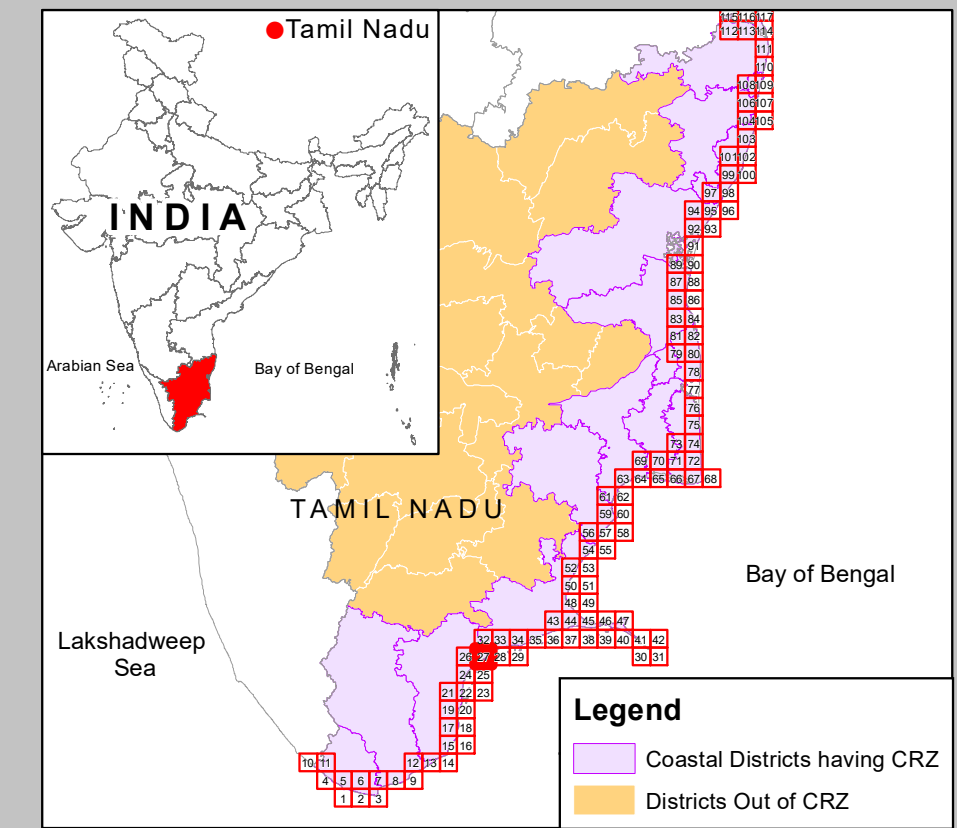 Tamil Nadu
INDIA
Arabian Sea
Bay of Bengal
115 116 117
112 113 114
111
110
108 109
106 107
104 105
103
101 102
99 100
97 98
94 95 96
92 93
91
89 90
87 88
85 86
83 84
81 82
79 80
78
77
76
75
73 74
69 70 71 72
63 64 65 66 67 68
61 62
59 60
56 57 58
54 55
52 53
50 51
48 49
43 44 45 46 47
32 33 34 35 36 37 38 39 40 41 42
26 27 28 29 30 31
24 25
21 22 23
19 20
17 18
15 16
10 11 12 13 14
4 5 6 7 8 9
1 2 3
TAMIL NADU
Bay of Bengal
Lakshadweep
Sea
Legend
Coastal Districts having CRZ
Districts Out of CRZ